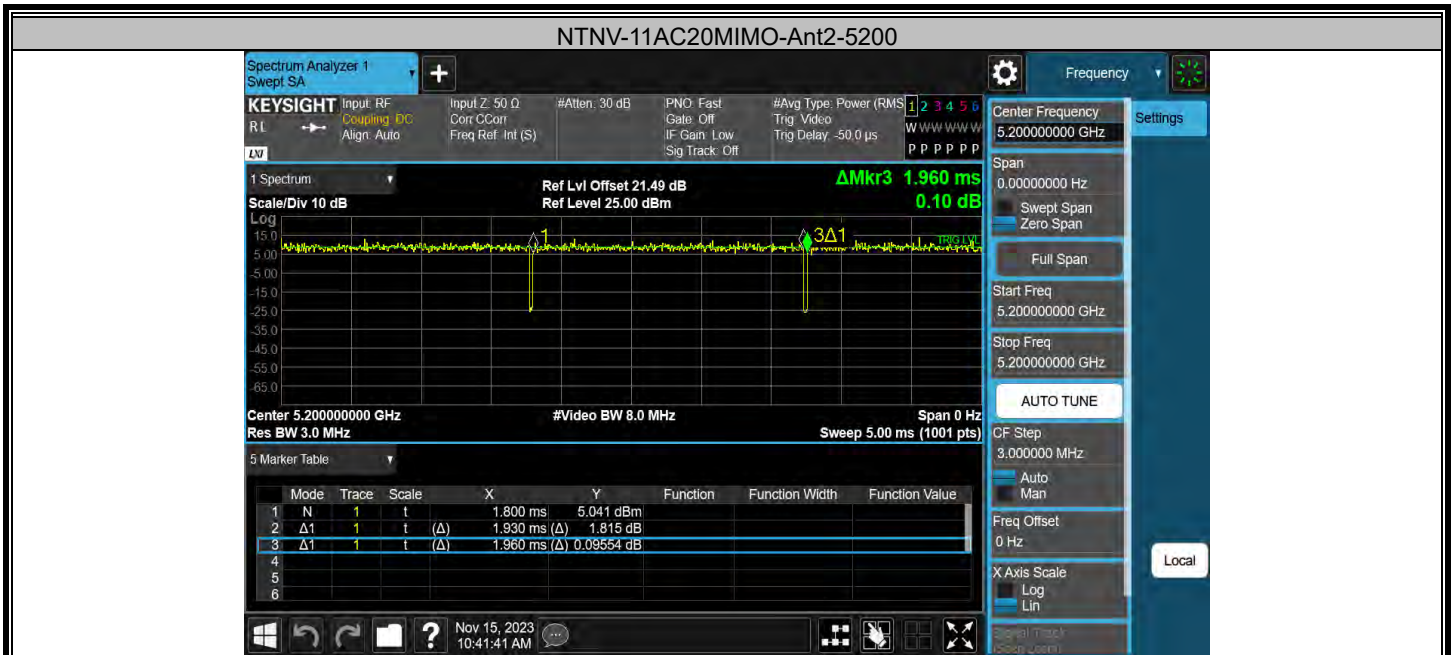 NTNV-11AC20MIMO-Ant2-5200
Spectrum Analyzer 1
Swept SA
Frequency
KEYSIGHT
RL
LXI
Input: RF
Coupling: DC
Align: Auto
Input Z: 50 Ω
Corr CCorr
Freq Ref: Int (S)
#Atten: 30 dB
PNO: Fast
Gate: Off
IF Gain: Low
Sig Track: Off
#Avg Type: Power (RMS
Trig: Video
Trig Delay: -50.0 µs
1 2 3 4 5 6
W W W W W W
P P P P P P
1 Spectrum
Scale/Div 10 dB
Ref Lvl Offset 21.49 dB
Ref Level 25.00 dBm
ΔMkr3 1.960 ms
0.10 dB
Log
15.0
5.00
-5.00
-15.0
-25.0
-35.0
-45.0
-55.0
-65.0
1
3Δ1
TRIG LVL
Center 5.200000000 GHz
Res BW 3.0 MHz
#Video BW 8.0 MHz
Span 0 Hz
Sweep 5.00 ms (1001 pts)
5 Marker Table
Mode Trace Scale X Y Function Function Width Function Value
1 N 1 t 1.800 ms 5.041 dBm
2 Δ1 1 t (Δ) 1.930 ms (Δ) 1.815 dB
3 Δ1 1 t (Δ) 1.960 ms (Δ) 0.09554 dB
4
5
6
Nov 15, 2023
10:41:41 AM
Center Frequency
5.200000000 GHz
Settings
Span
0.00000000 Hz
Swept Span
Zero Span
Full Span
Start Freq
5.200000000 GHz
Stop Freq
5.200000000 GHz
AUTO TUNE
CF Step
3.000000 MHz
Auto
Man
Freq Offset
0 Hz
X Axis Scale
Log
Lin
Signal Track
(Span Zoom)
Local